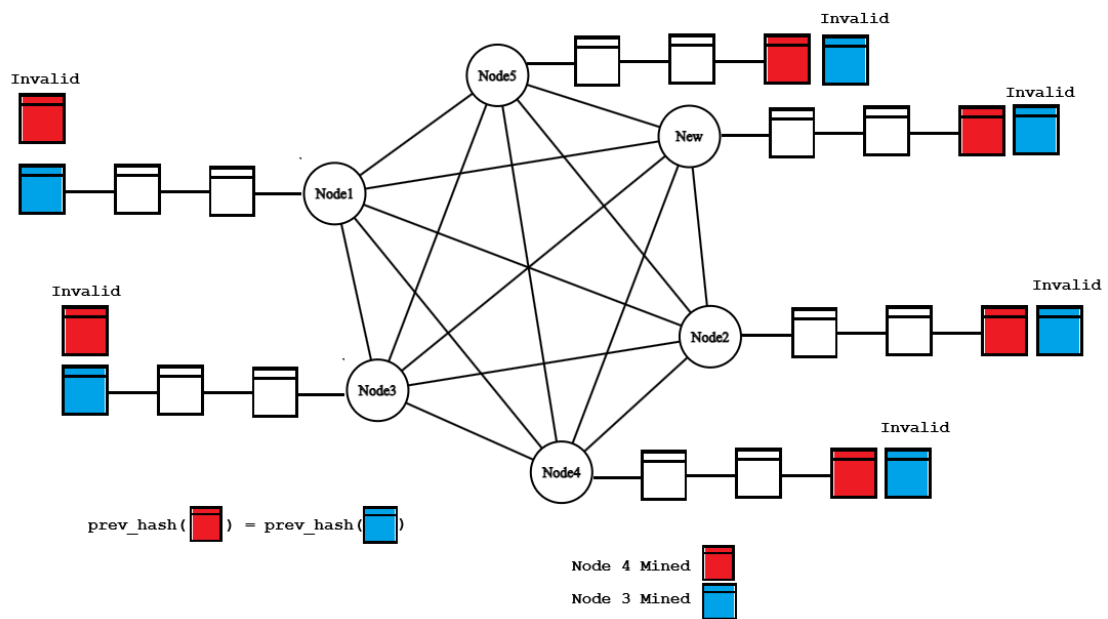 Invalid
Node5
Invalid
Invalid
New
Node1
Invalid
Invalid
Node2
Node3
Invalid
Node4
prev_hash( ) = prev_hash( )
Node 4 Mined
Node 3 Mined